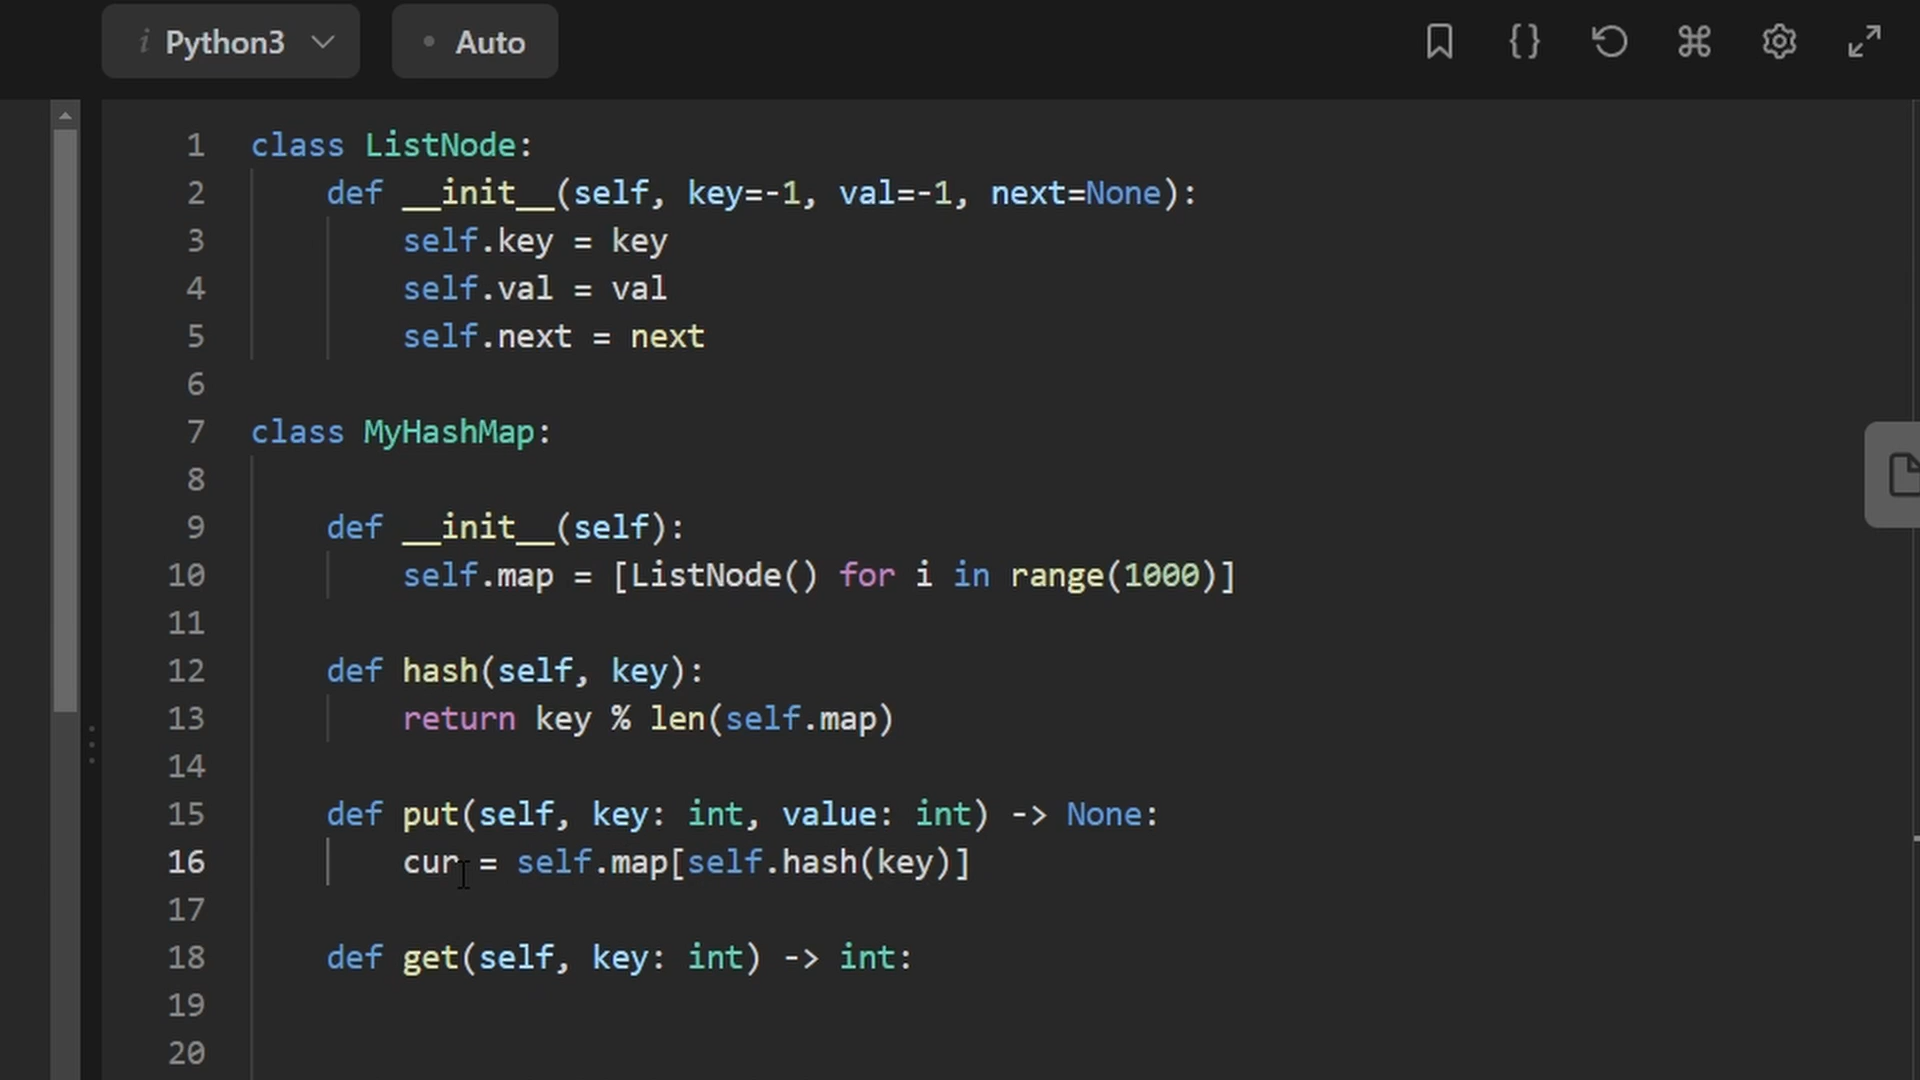 i Python3 • Auto
1 class ListNode:
2     def __init__(self, key=-1, val=-1, next=None):
3         self.key = key
4         self.val = val
5         self.next = next
6
7 class MyHashMap:
8
9     def __init__(self):
10         self.map = [ListNode() for i in range(1000)]
11
12     def hash(self, key):
13         return key % len(self.map)
14
15     def put(self, key: int, value: int) -> None:
16         cur = self.map[self.hash(key)]
17
18     def get(self, key: int) -> int:
19
20